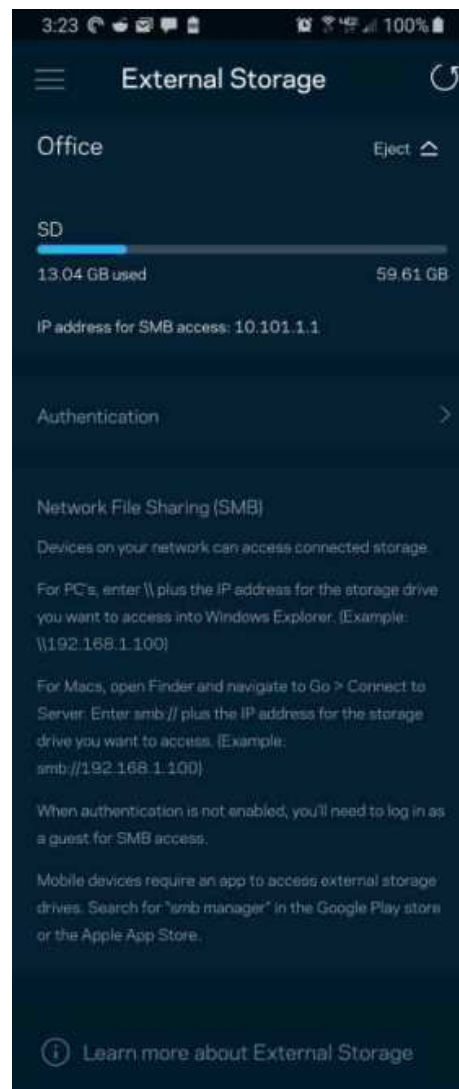 3:23 100%
External Storage
Office Eject
SD
13.04 GB used 59.61 GB
IP address for SMB access: 10.101.1.1
Authentication
Network File Sharing (SMB)
Devices on your network can access connected storage.
For PC's, enter \\ plus the IP address for the storage drive
you want to access into Windows Explorer. (Example:
\\192.168.1.100)
For Macs, open Finder and navigate to Go > Connect to
Server. Enter smb:// plus the IP address for the storage
drive you want to access. (Example:
smb://192.168.1.100)
When authentication is not enabled, you'll need to log in as
a guest for SMB access.
Mobile devices require an app to access external storage
drives. Search for "smb manager" in the Google Play store
or the Apple App Store.
Learn more about External Storage